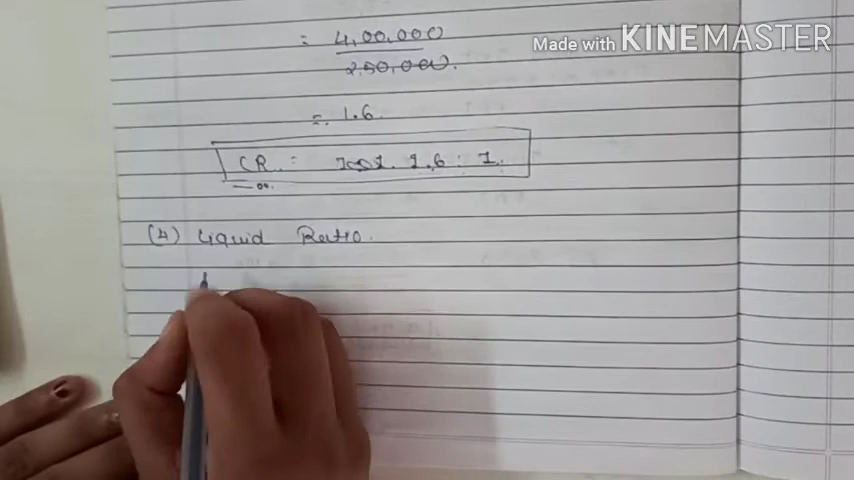 = 4,00,000
2,50,000.
Made with KINEMASTER
= 1.6
CR = 1.6 : 1.
(4) Liquid Ratio.